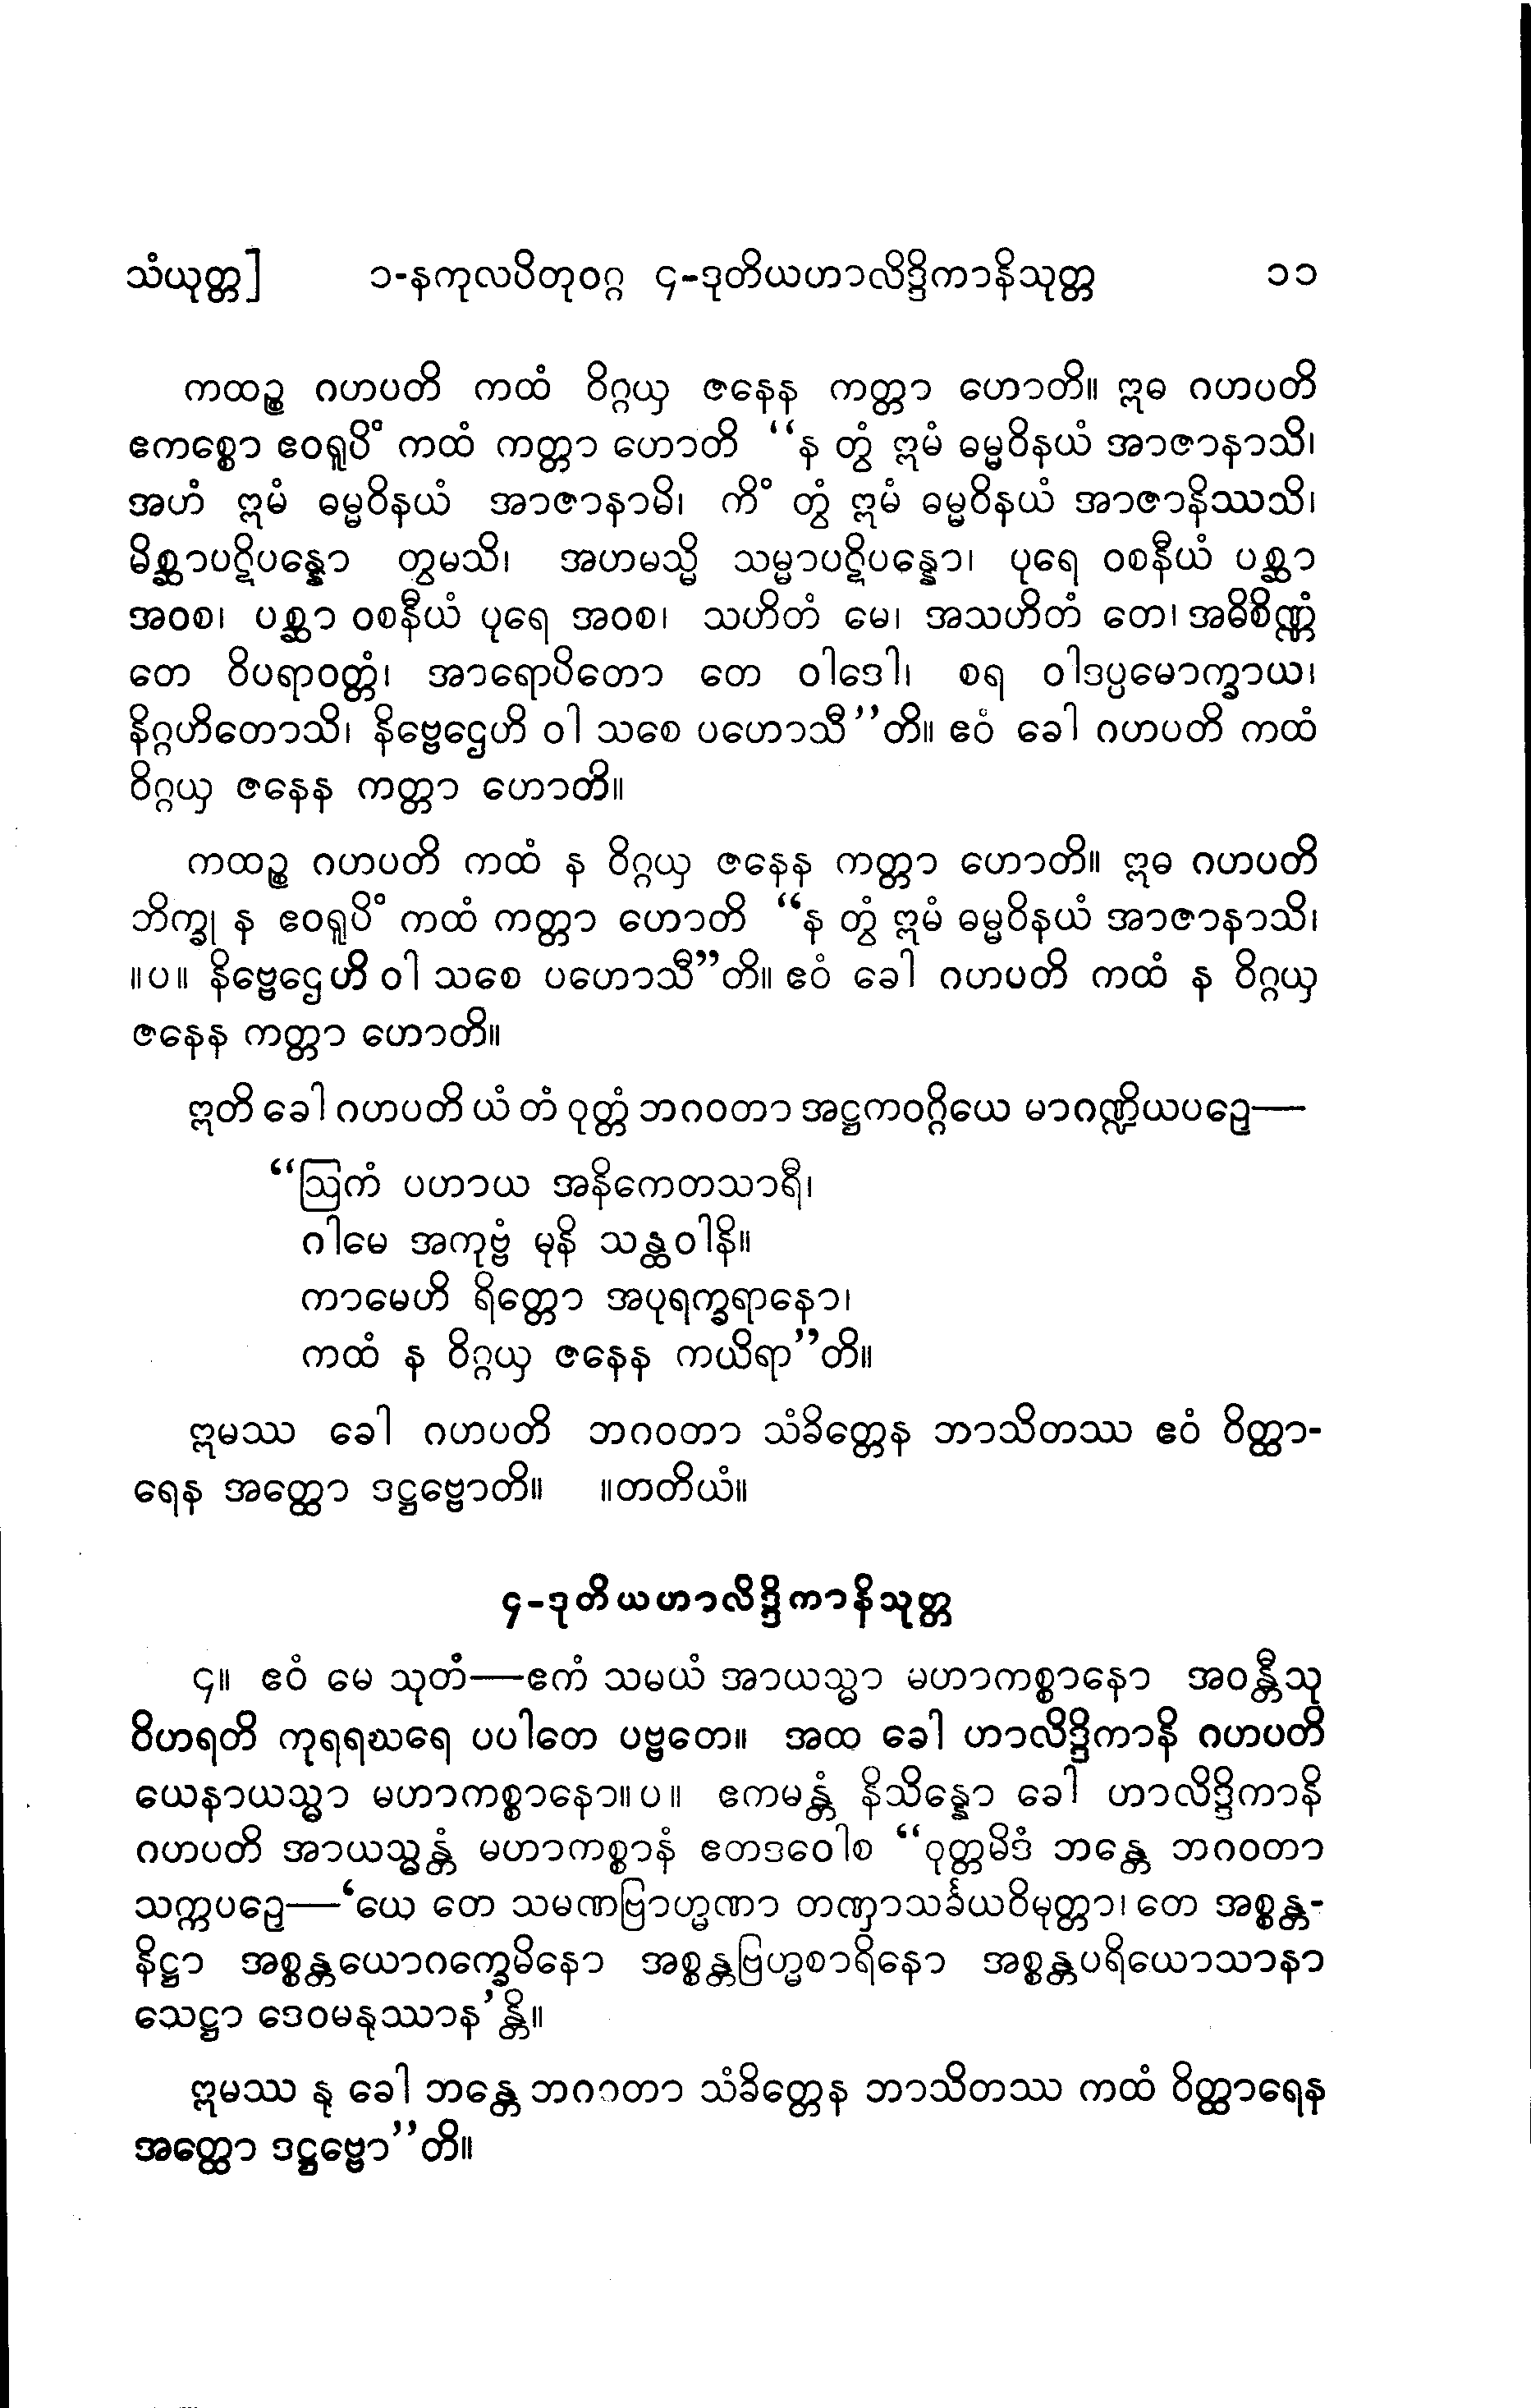 သံယုတ္တ] ၁-နကုလပိတုဝဂ္ဂ ၄-ဒုတိယဟာလိဒ္ဒိကာနိသုတ္တ ၁၁
ကထဉ္စ ဂဟပတိ ကထံ ဝိဂ္ဂယှ ဇနေန ကတ္တာ ဟောတိ။ ဣဓ ဂဟပတိ
ဧကစ္စော ဧဝရူပိံ ကထံ ကတ္တာ ဟောတိ “န တွံ ဣမံ ဓမ္မဝိနယံ အာဇာနာသိ၊
အဟံ ဣမံ ဓမ္မဝိနယံ အာဇာနာမိ၊ ကိံ တွံ ဣမံ ဓမ္မဝိနယံ အာဇာနိဿသိ၊
မိစ္ဆာပဋိပန္နော တွမသိ၊ အဟမသ္မိ သမ္မာပဋိပန္နော၊ ပုရေ ဝစနီယံ ပစ္ဆာ
အဝစ၊ ပစ္ဆာ ဝစနီယံ ပုရေ အဝစ၊ သဟိတံ မေ၊ အသဟိတံ တေ၊ အဓိစိဏ္ဏံ
တေ ဝိပရာဝတ္တံ၊ အာရောပိတော တေ ဝါဒေါ၊ စရ ဝါဒပ္ပမောက္ခာယ၊
နိဂ္ဂဟိတောသိ၊ နိဗ္ဗေဌေဟိ ဝါ သစေ ပဟောသီ”တိ။ ဧဝံ ခေါ ဂဟပတိ ကထံ
ဝိဂ္ဂယှ ဇနေန ကတ္တာ ဟောတိ။
ကထဉ္စ ဂဟပတိ ကထံ န ဝိဂ္ဂယှ ဇနေန ကတ္တာ ဟောတိ။ ဣဓ ဂဟပတိ
ဘိက္ခု န ဧဝရူပိံ ကထံ ကတ္တာ ဟောတိ “န တွံ ဣမံ ဓမ္မဝိနယံ အာဇာနာသိ၊
။ပ။ နိဗ္ဗေဌေဟိ ဝါ သစေ ပဟောသီ”တိ။ ဧဝံ ခေါ ဂဟပတိ ကထံ န ဝိဂ္ဂယှ
ဇနေန ကတ္တာ ဟောတိ။
ဣတိ ခေါ ဂဟပတိ ယံ တံ ဝုတ္တံ ဘဂဝတာ အဋ္ဌကဝဂ္ဂိယေ မာဂဏ္ဍိယပဉှေ—
“ဩကံ ပဟာယ အနိကေတသာရီ၊
ဂါမေ အကုဗ္ဗံ မုနိ သန္ထဝါနိ။
ကာမေဟိ ရိတ္တော အပုရက္ခရာနော၊
ကထံ န ဝိဂ္ဂယှ ဇနေန ကယိရာ”တိ။
ဣမဿ ခေါ ဂဟပတိ ဘဂဝတာ သံခိတ္တေန ဘာသိတဿ ဧဝံ ဝိတ္ထာ-
ရေန အတ္ထော ဒဋ္ဌဗ္ဗောတိ။ ။တတိယံ။
၄-ဒုတိယဟာလိဒ္ဒိကာနိသုတ္တ
၄။ ဧဝံ မေ သုတံ—ဧကံ သမယံ အာယသ္မာ မဟာကစ္စာနော အဝန္တီသု
ဝိဟရတိ ကုရရဃရေ ပပါတေ ပဗ္ဗတေ။ အထ ခေါ ဟာလိဒ္ဒိကာနိ ဂဟပတိ
ယေနာယသ္မာ မဟာကစ္စာနော။ပ။ ဧကမန္တံ နိသိန္နော ခေါ ဟာလိဒ္ဒိကာနိ
ဂဟပတိ အာယသ္မန္တံ မဟာကစ္စာနံ ဧတဒဝေါစ “ဝုတ္တမိဒံ ဘန္တေ ဘဂဝတာ
သက္ကပဉှေ—‘ယေ တေ သမဏဗြာဟ္မဏာ တဏှာသင်္ခယဝိမုတ္တာ၊ တေ အစ္စန္တ-
နိဋ္ဌာ အစ္စန္တယောဂက္ခေမိနော အစ္စန္တဗြဟ္မစာရိနော အစ္စန္တပရိယောသာနာ
သေဋ္ဌာ ဒေဝမနုဿာန’န္တိ။
ဣမဿ နု ခေါ ဘန္တေ ဘဂဝတာ သံခိတ္တေန ဘာသိတဿ ကထံ ဝိတ္ထာရေန
အတ္ထော ဒဋ္ဌဗ္ဗော”တိ။